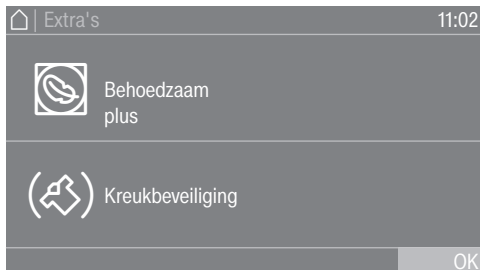 Extra's 11:02
Behoedzaam
plus
Kreukbeveiliging
OK